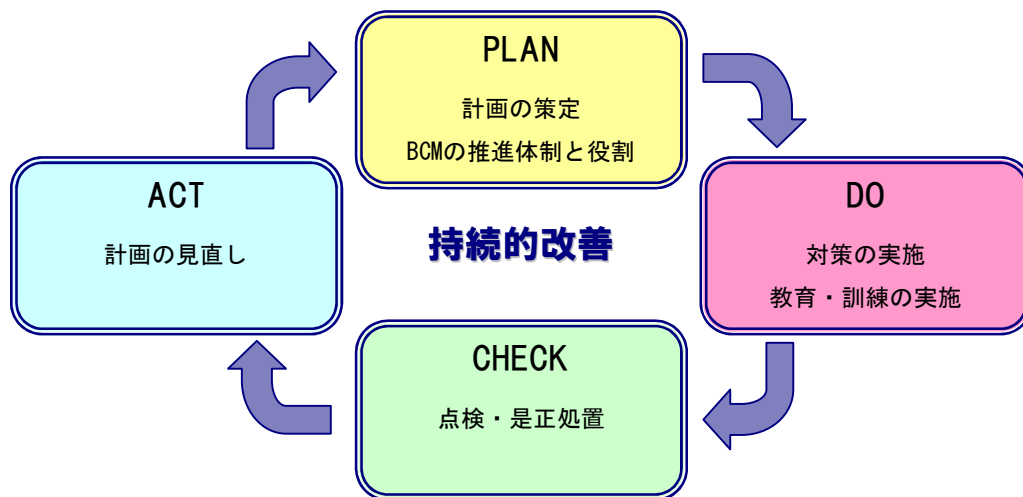 PLAN
計画の策定
BCMの推進体制と役割
ACT
計画の見直し
持続的改善
DO
対策の実施
教育・訓練の実施
CHECK
点検・是正処置